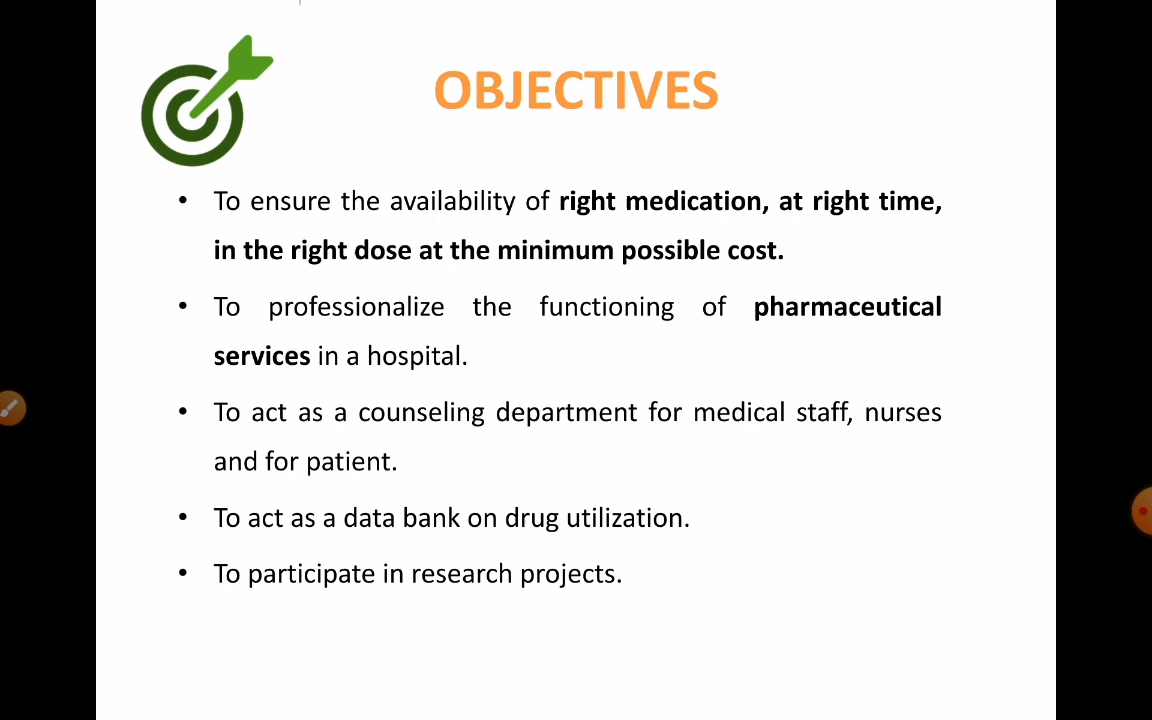 OBJECTIVES
• To ensure the availability of right medication, at right time,
in the right dose at the minimum possible cost.
• To professionalize the functioning of pharmaceutical
services in a hospital.
• To act as a counseling department for medical staff, nurses
and for patient.
• To act as a data bank on drug utilization.
• To participate in research projects.